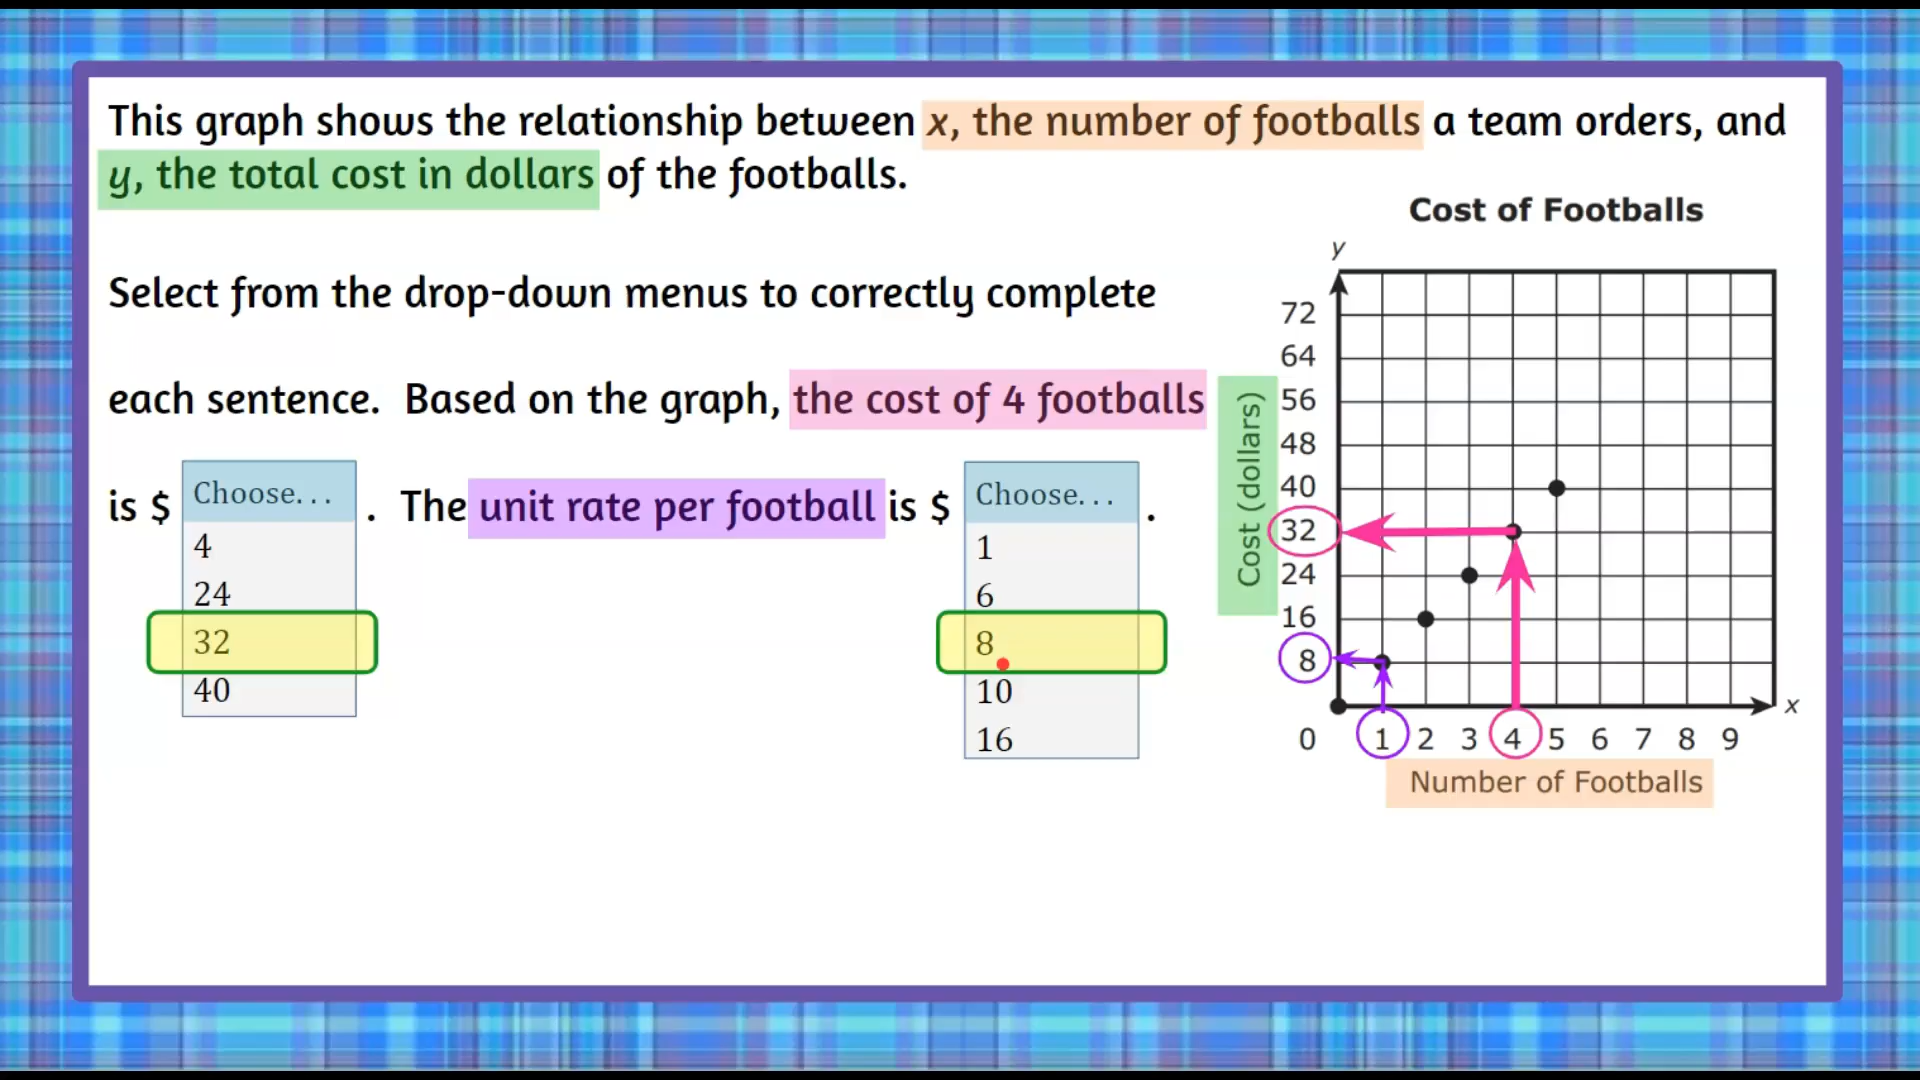 This graph shows the relationship between x, the number of footballs a team orders, and
y, the total cost in dollars of the footballs.
Select from the drop-down menus to correctly complete
each sentence. Based on the graph, the cost of 4 footballs
is $ Choose... . The unit rate per football is $ Choose... .
4
24
32
40
1
6
8
10
16
Cost of Footballs
y
72
64
56
48
40
32
24
16
8
Cost (dollars)
x
0 1 2 3 4 5 6 7 8 9
Number of Footballs